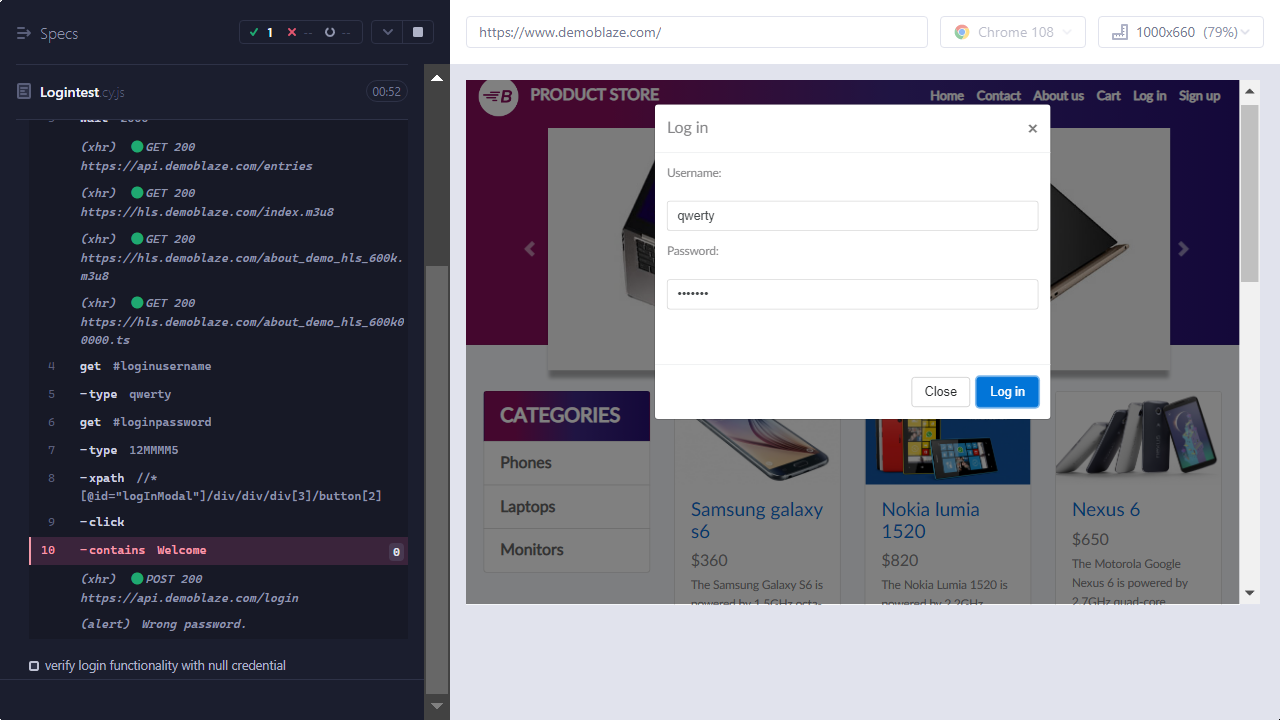 Specs
1
--
--
https://www.demoblaze.com/
Chrome 108
1000x660 (79%)
Logintest.cy.js
00:52
3 wait 2000
(xhr) GET 200
https://api.demoblaze.com/entries
(xhr) GET 200
https://hls.demoblaze.com/index.m3u8
(xhr) GET 200
https://hls.demoblaze.com/about_demo_hls_600k.
m3u8
(xhr) GET 200
https://hls.demoblaze.com/about_demo_hls_600k0
0000.ts
4 get #loginusername
5 -type qwerty
6 get #loginpassword
7 -type 12MMMM5
8 -xpath //*
[@id="logInModal"]/div/div/div[3]/button[2]
9 -click
10 -contains Welcome 0
(xhr) POST 200
https://api.demoblaze.com/login
(alert) Wrong password.
verify login functionality with null credential
B
PRODUCT STORE
Home Contact About us Cart Log in Sign up
Log in
×
Username:
qwerty
Password:
•••••••
Close
Log in
CATEGORIES
Phones
Laptops
Monitors
Samsung galaxy
s6
$360
The Samsung Galaxy S6 is
powered by 1.5GHz octa-
Nokia lumia
1520
$820
The Nokia Lumia 1520 is
powered by 2.2GHz
Nexus 6
$650
The Motorola Google
Nexus 6 is powered by
2.7GHz quad-core